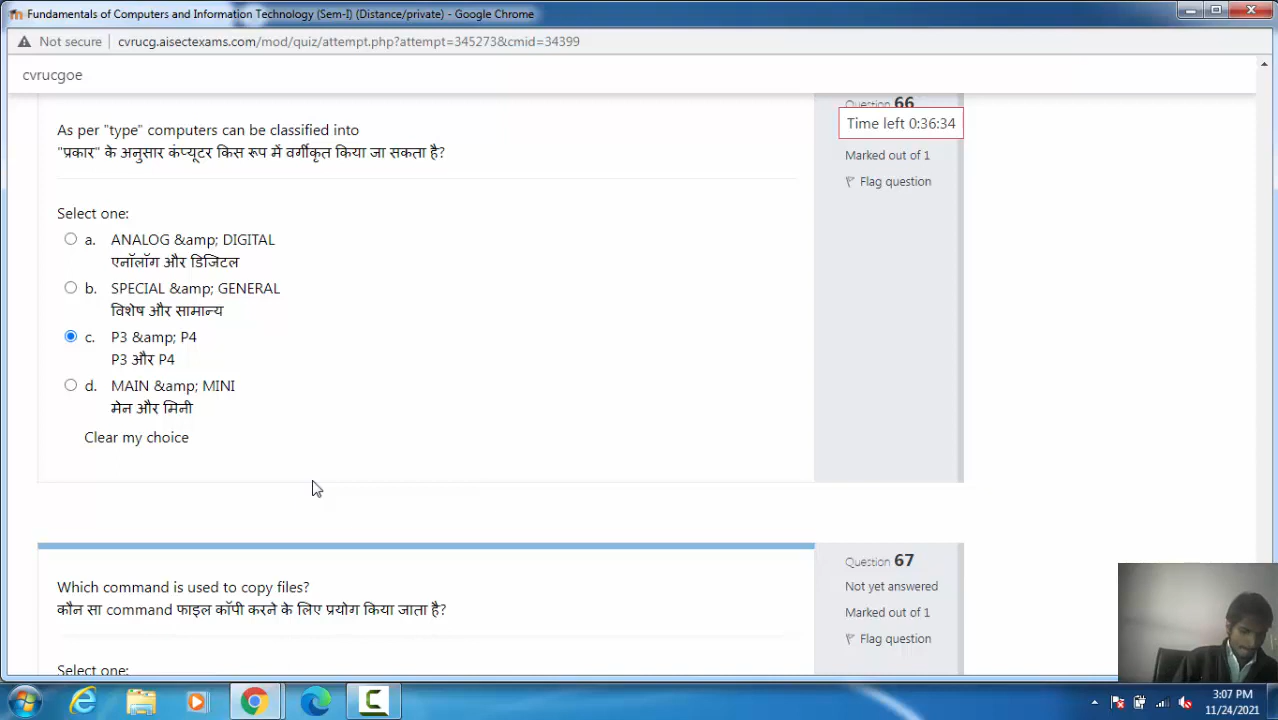 Fundamentals of Computers and Information Technology (Sem-I) (Distance/private) - Google Chrome
Not secure | cvrucg.aisectexams.com/mod/quiz/attempt.php?attempt=345273&cmid=34399
cvrucgoe
Question 66
Time left 0:36:34
Marked out of 1
Flag question
As per "type" computers can be classified into
"प्रकार" के अनुसार कंप्यूटर किस रूप में वर्गीकृत किया जा सकता है?
Select one:
a. ANALOG &amp; DIGITAL
एनॉलॉग और डिजिटल
b. SPECIAL &amp; GENERAL
विशेष और सामान्य
c. P3 &amp; P4
P3 और P4
d. MAIN &amp; MINI
मेन और मिनी
Clear my choice
Question 67
Not yet answered
Marked out of 1
Flag question
Which command is used to copy files?
कौन सा command फाइल कॉपी करने के लिए प्रयोग किया जाता है?
Select one:
3:07 PM
11/24/2021